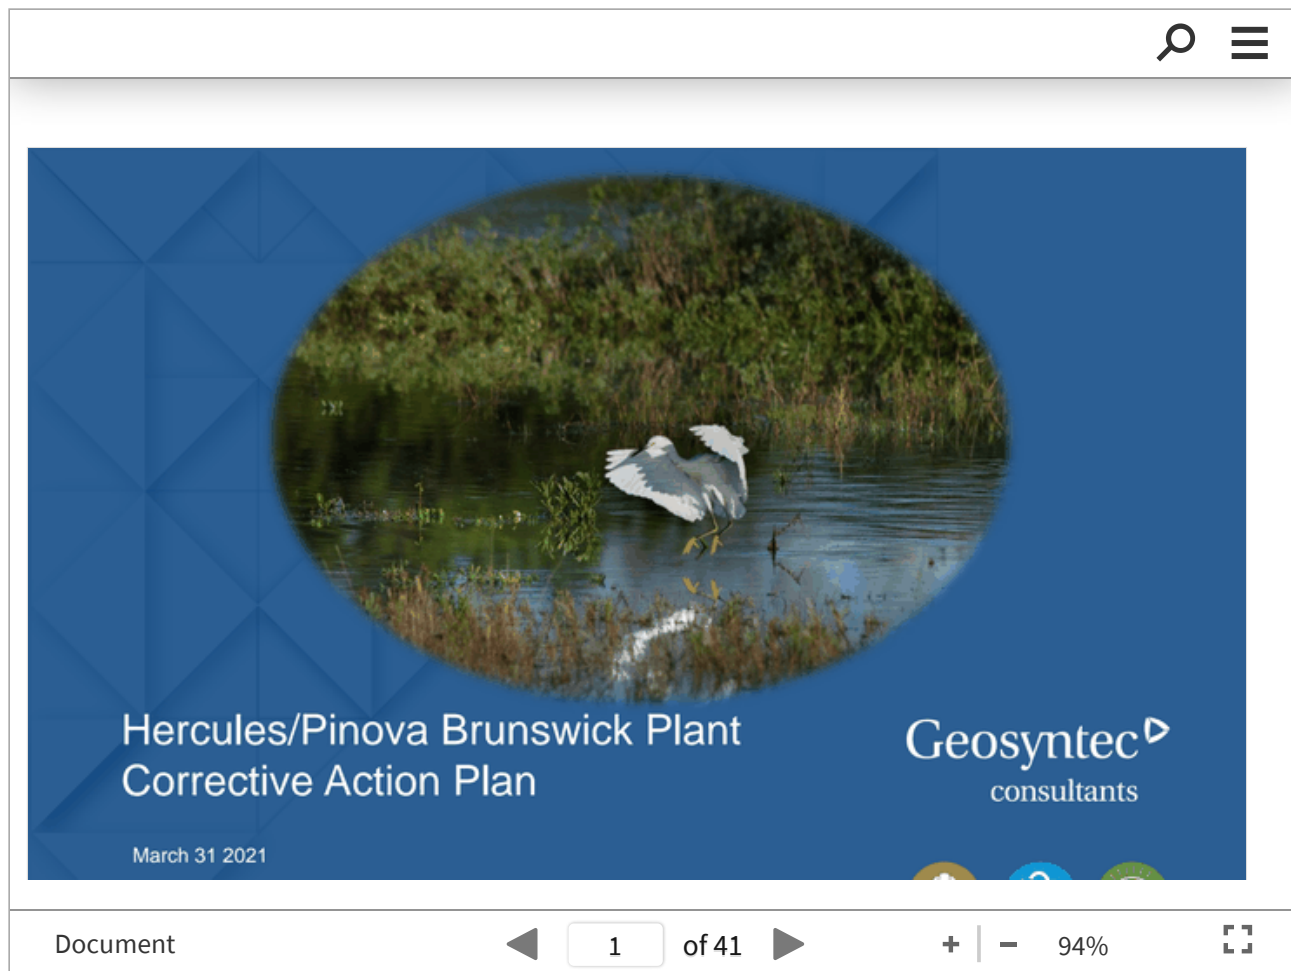 Hercules/Pinova Brunswick Plant
Corrective Action Plan
March 31 2021
Geosyntec
consultants
Document
1 of 41
94%